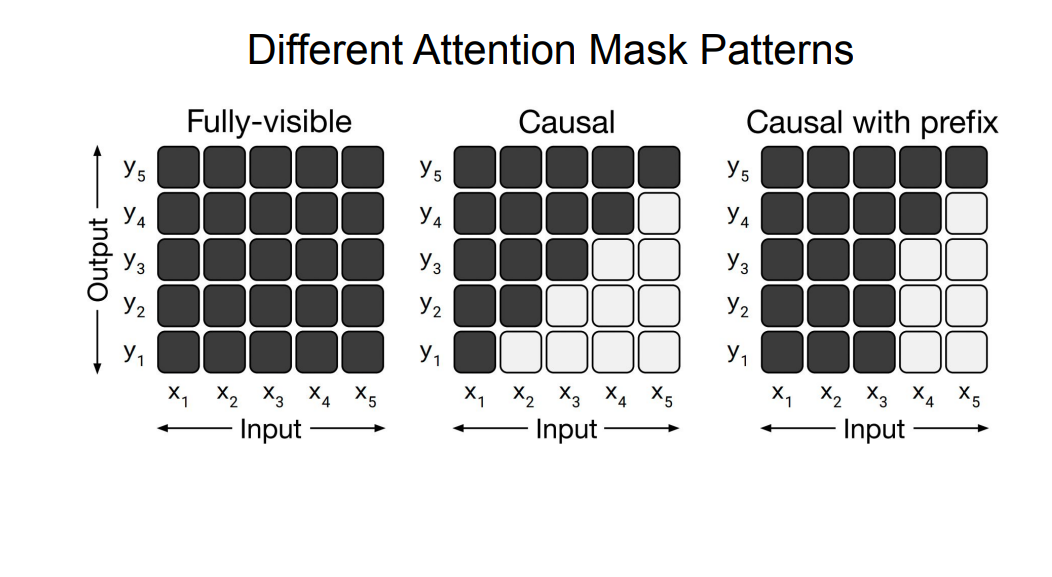 Different Attention Mask Patterns
Fully-visible
Causal
Causal with prefix
Output
y5
y4
y3
y2
y1
x1 x2 x3 x4 x5
Input
y5
y4
y3
y2
y1
x1 x2 x3 x4 x5
Input
y5
y4
y3
y2
y1
x1 x2 x3 x4 x5
Input